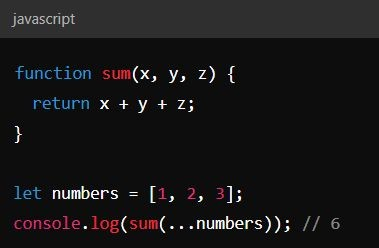 javascript
function sum(x, y, z) {
  return x + y + z;
}
let numbers = [1, 2, 3];
console.log(sum(...numbers)); // 6